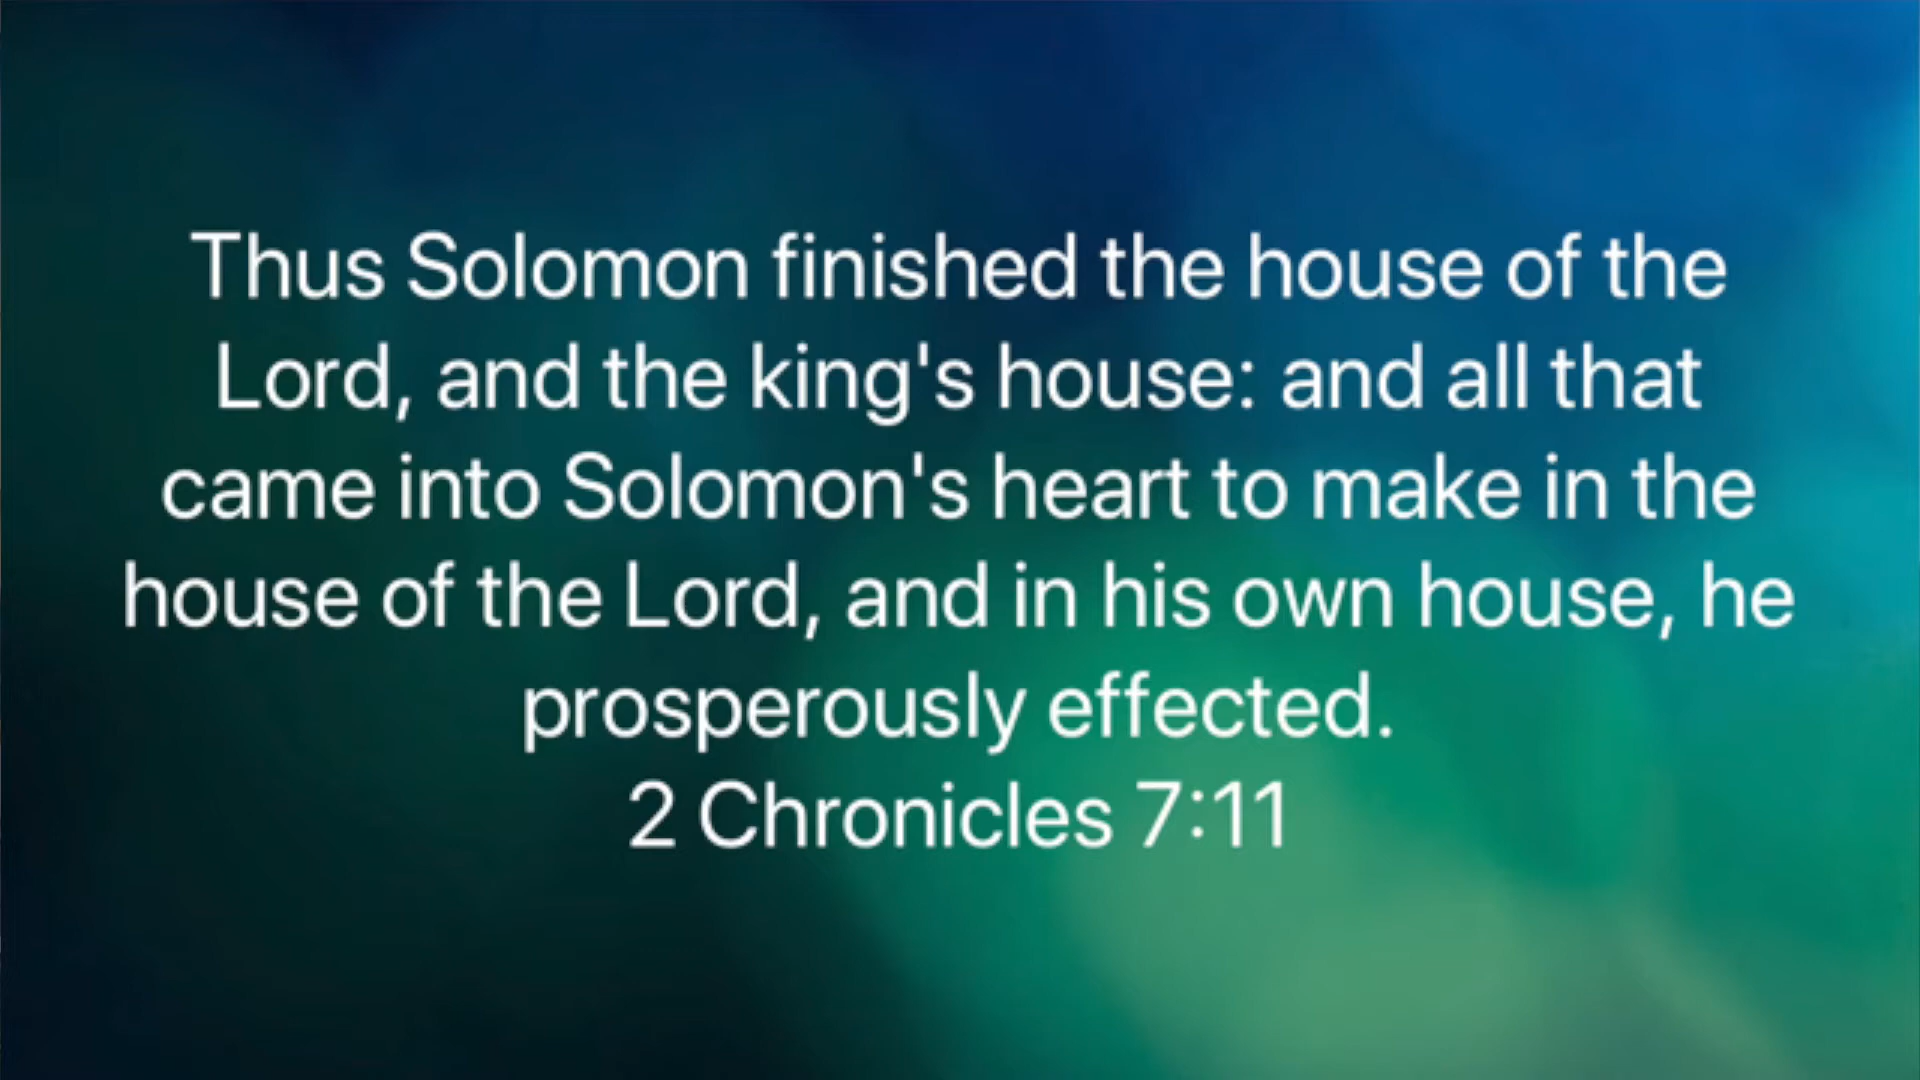 Thus Solomon finished the house of the
Lord, and the king's house: and all that
came into Solomon's heart to make in the
house of the Lord, and in his own house, he
prosperously effected.
2 Chronicles 7:11